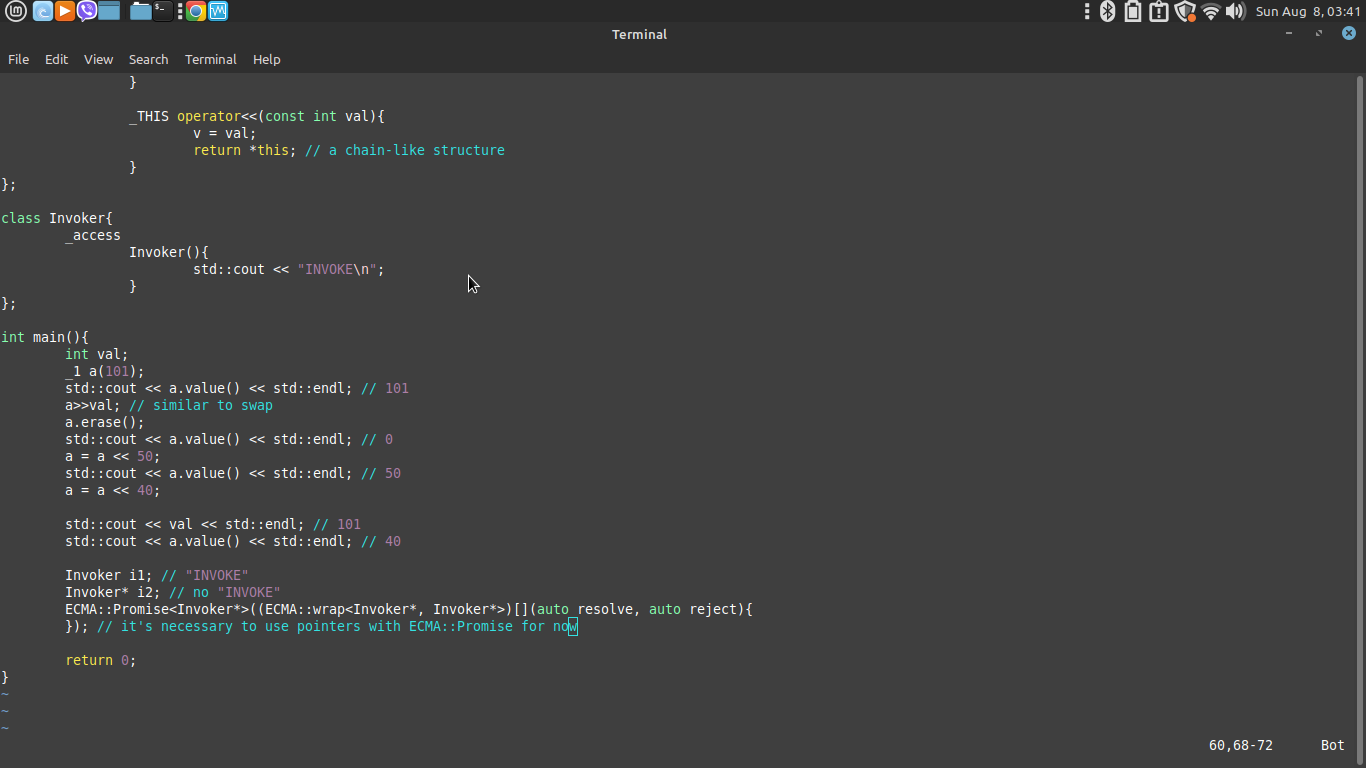 Sun Aug 8, 03:41
Terminal
File Edit View Search Terminal Help
}
_THIS operator<<(const int val){
v = val;
return *this; // a chain-like structure
}
};
class Invoker{
_access
Invoker(){
std::cout << "INVOKE\n";
}
};
int main(){
int val;
_1 a(101);
std::cout << a.value() << std::endl; // 101
a>>val; // similar to swap
a.erase();
std::cout << a.value() << std::endl; // 0
a = a << 50;
std::cout << a.value() << std::endl; // 50
a = a << 40;
std::cout << val << std::endl; // 101
std::cout << a.value() << std::endl; // 40
Invoker i1; // "INVOKE"
Invoker* i2; // no "INVOKE"
ECMA::Promise<Invoker*>((ECMA::wrap<Invoker*, Invoker*>)[](auto resolve, auto reject){
}); // it's necessary to use pointers with ECMA::Promise for now
return 0;
}
~
~
~
60,68-72 Bot